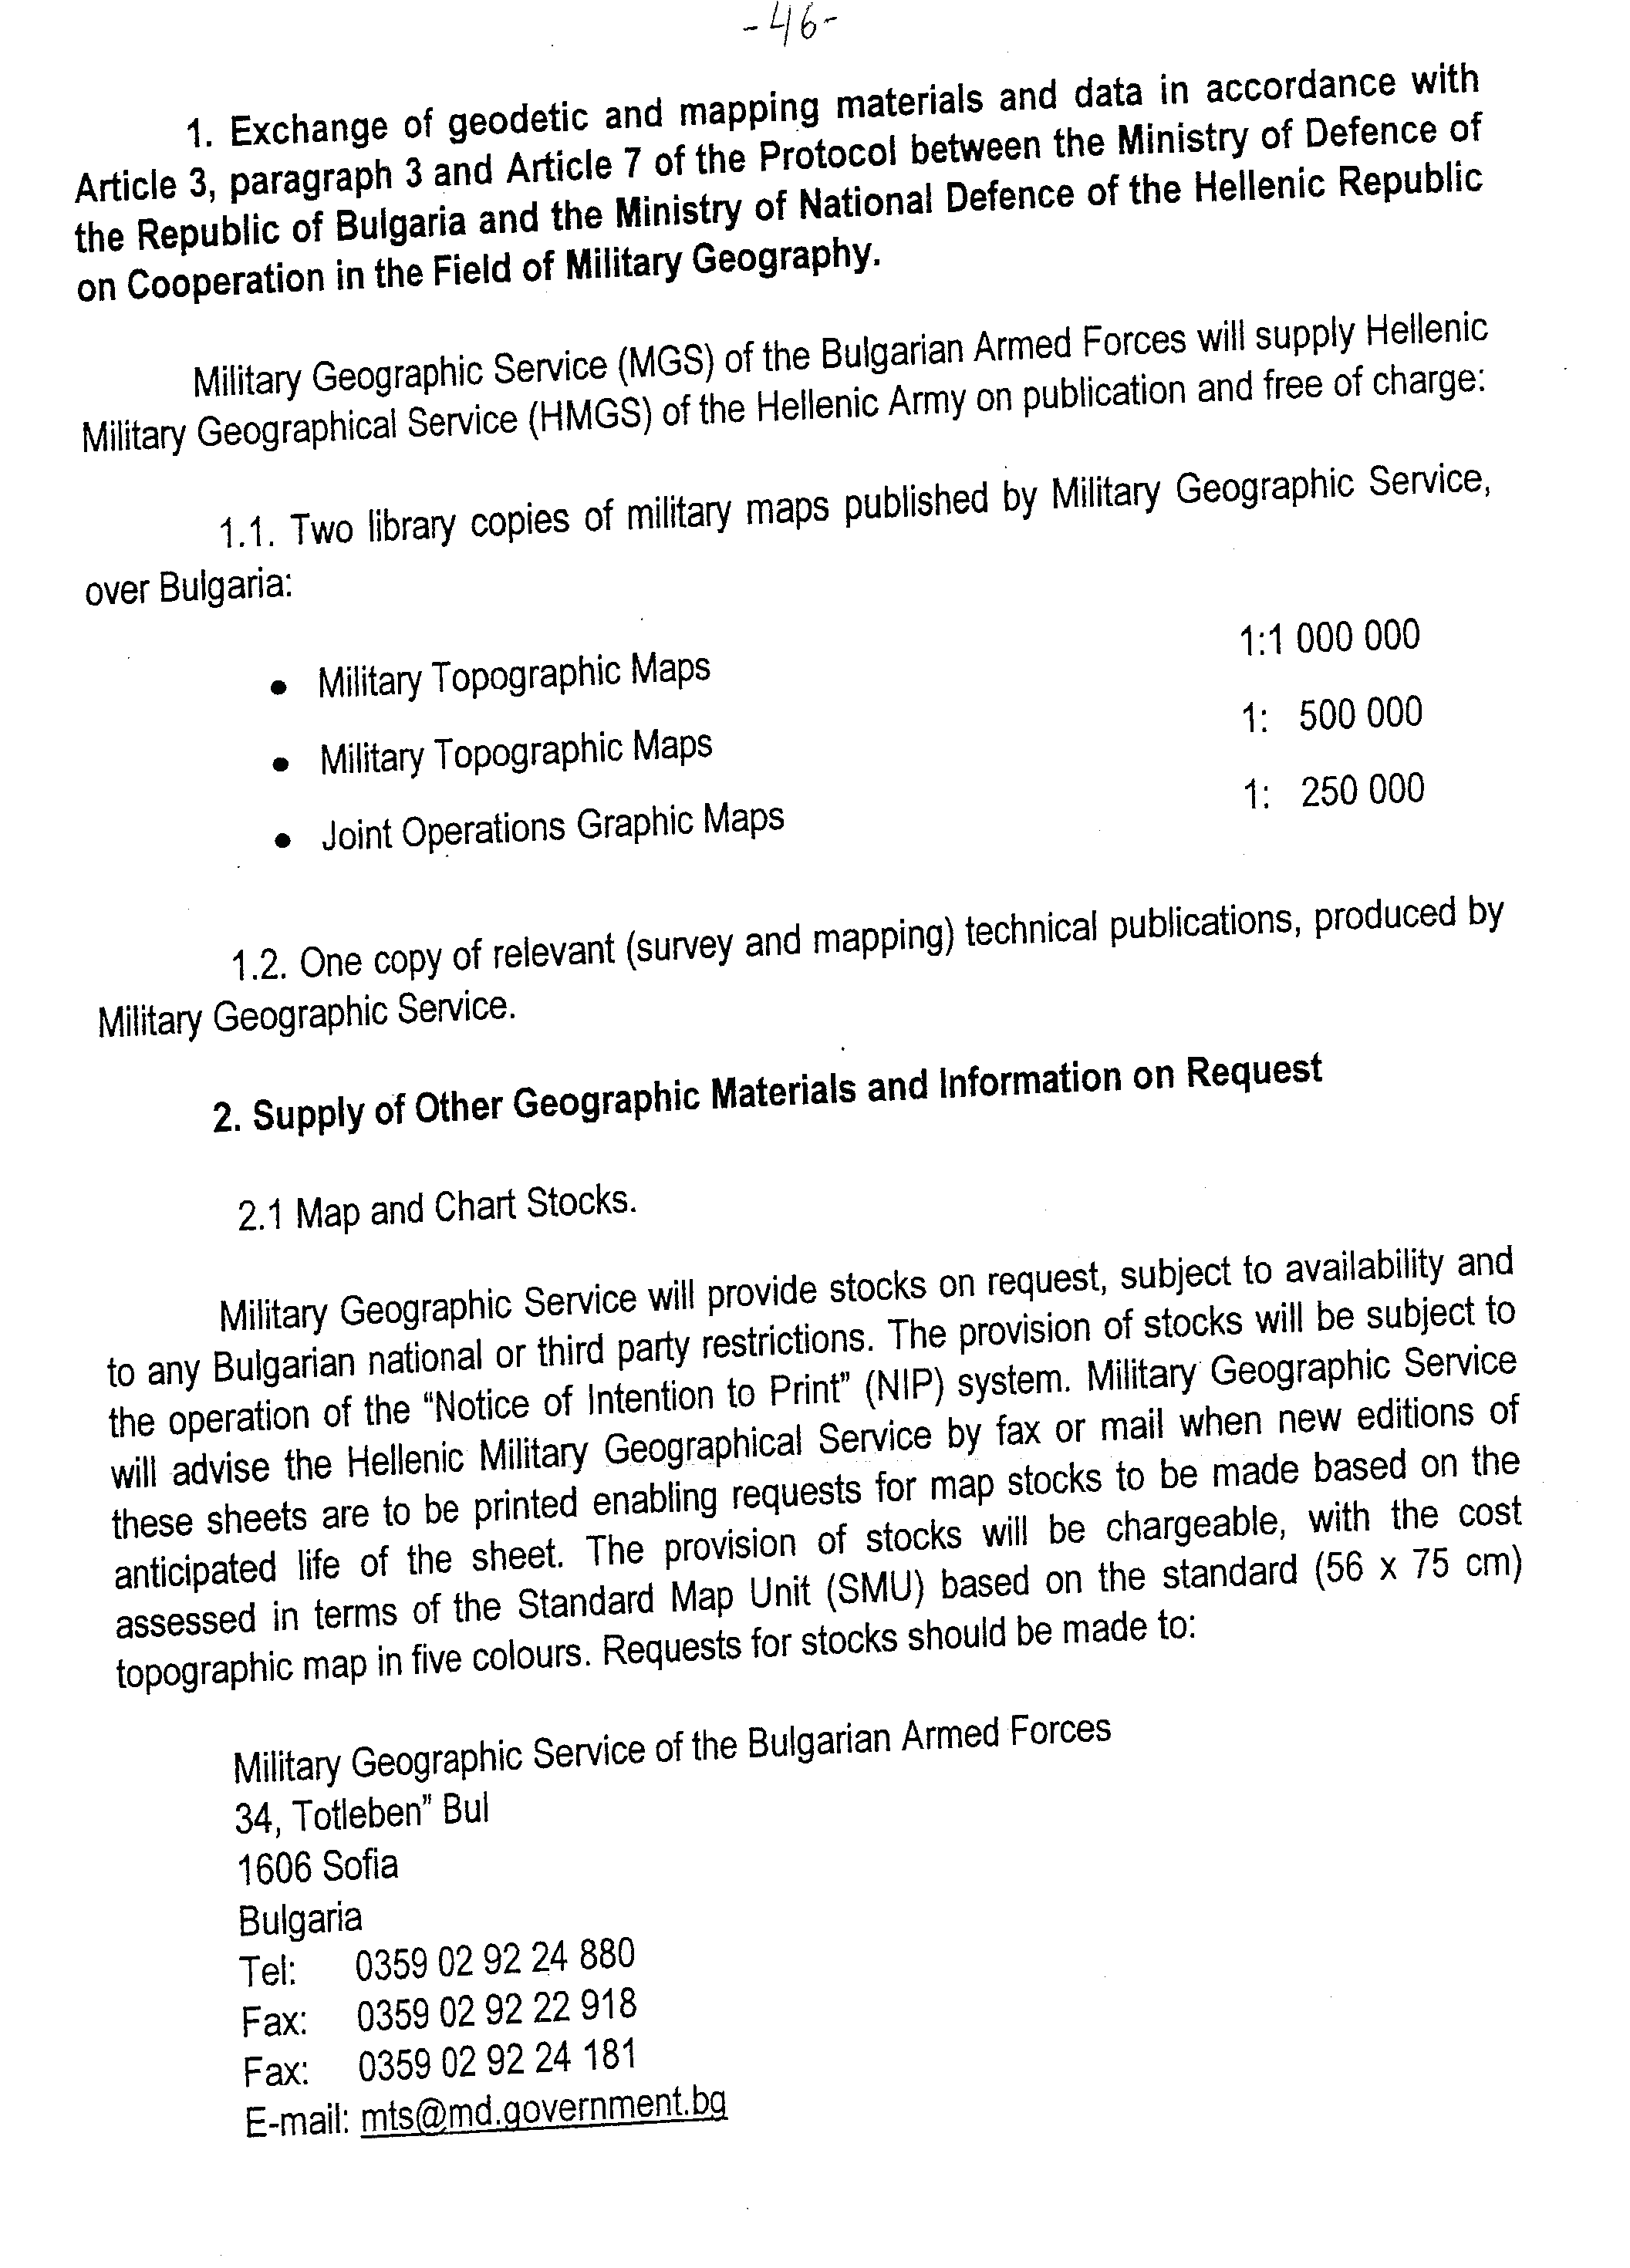 -46-
1. Exchange of geodetic and mapping materials and data in accordance with
Article 3, paragraph 3 and Article 7 of the Protocol between the Ministry of Defence of
the Republic of Bulgaria and the Ministry of National Defence of the Hellenic Republic
on Cooperation in the Field of Military Geography.
Military Geographic Service (MGS) of the Bulgarian Armed Forces will supply Hellenic
Military Geographical Service (HMGS) of the Hellenic Army on publication and free of charge:
1.1. Two library copies of military maps published by Military Geographic Service,
over Bulgaria:
• Military Topographic Maps 1:1 000 000
• Military Topographic Maps 1: 500 000
• Joint Operations Graphic Maps 1: 250 000
1.2. One copy of relevant (survey and mapping) technical publications, produced by
Military Geographic Service.
2. Supply of Other Geographic Materials and Information on Request
2.1 Map and Chart Stocks.
Military Geographic Service will provide stocks on request, subject to availability and
to any Bulgarian national or third party restrictions. The provision of stocks will be subject to
the operation of the “Notice of Intention to Print” (NIP) system. Military Geographic Service
will advise the Hellenic Military Geographical Service by fax or mail when new editions of
these sheets are to be printed enabling requests for map stocks to be made based on the
anticipated life of the sheet. The provision of stocks will be chargeable, with the cost
assessed in terms of the Standard Map Unit (SMU) based on the standard (56 x 75 cm)
topographic map in five colours. Requests for stocks should be made to:
Military Geographic Service of the Bulgarian Armed Forces
34, Totleben” Bul
1606 Sofia
Bulgaria
Tel: 0359 02 92 24 880
Fax: 0359 02 92 22 918
Fax: 0359 02 92 24 181
E-mail: mts@md.government.bg